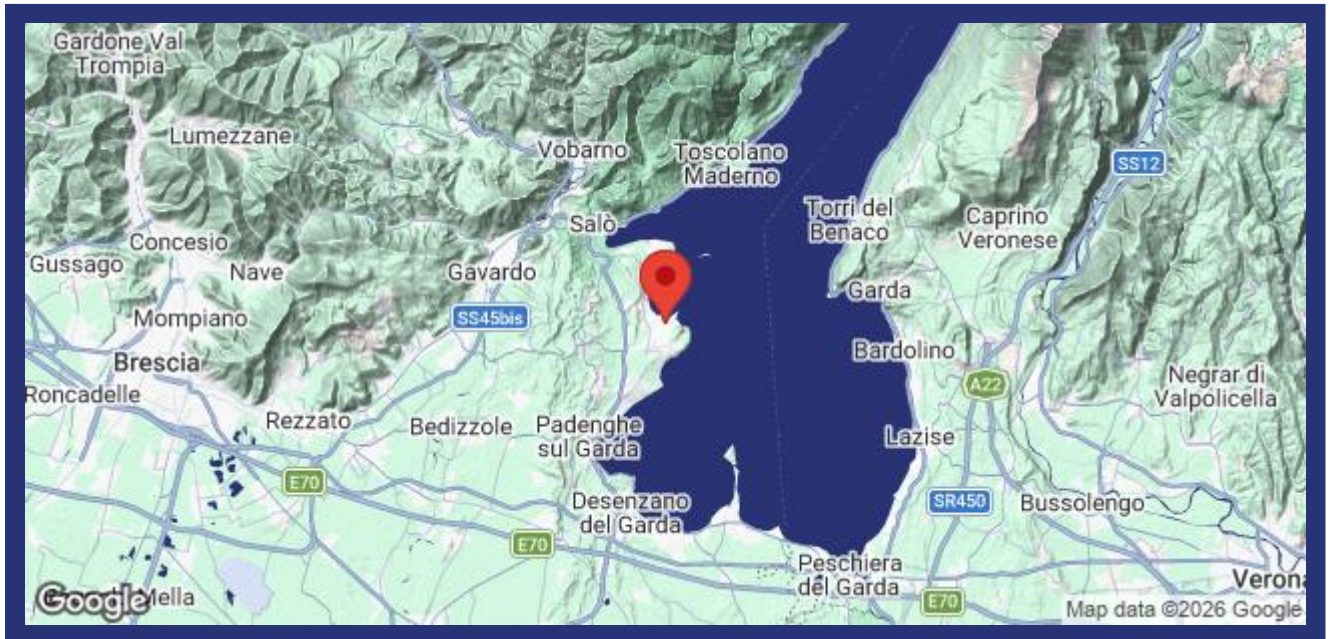 Gardone Val
Trompia
Lumezzane
Vobarno
Toscolano
Maderno
SS12
Torri del
Benaco
Caprino
Veronese
Salò
Concesio
Gussago
Nave
Gavardo
Garda
SS45bis
Mompiano
Brescia
Bardolino
A22
Negrar di
Valpolicella
Roncadelle
Rezzato
Bedizzole
Padenghe
sul Garda
Lazise
E70
Desenzano
del Garda
SR450
Bussolengo
E70
Peschiera
del Garda
Verona
E70
Google
Mella
Map data ©2026 Google